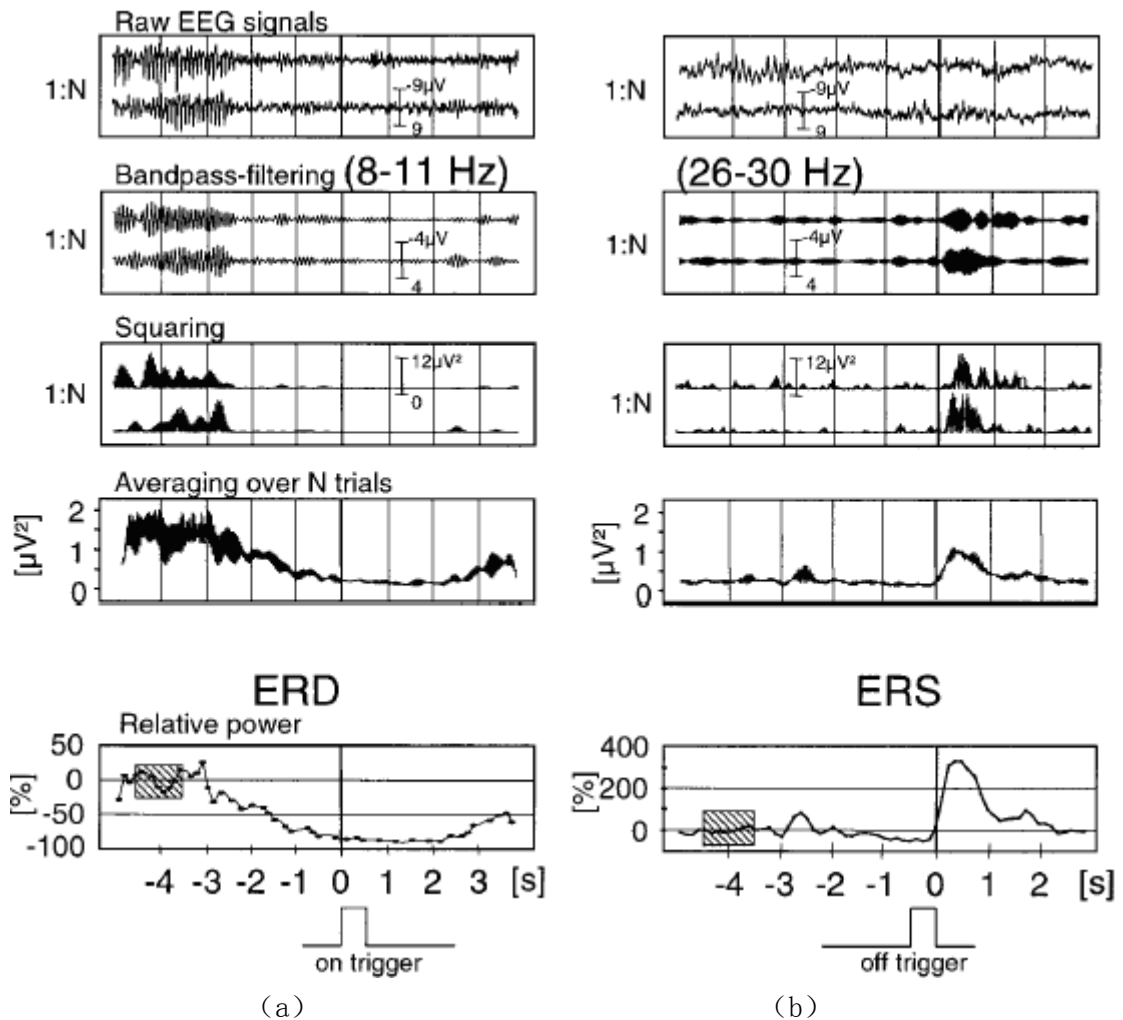 Raw EEG signals
1:N
-9μV
9
1:N
-9μV
9
Bandpass-filtering (8-11 Hz)
(26-30 Hz)
1:N
-4μV
4
1:N
-4μV
4
Squaring
1:N
12μV²
0
1:N
12μV²
Averaging over N trials
[μV²]
2
1
0
[μV²]
2
1
0
ERD
ERS
Relative power
[%]
50
0
-50
-100
[%]
400
200
0
-4 -3 -2 -1 0 1 2 3 [s]
-4 -3 -2 -1 0 1 2 [s]
on trigger
off trigger
（a）
（b）